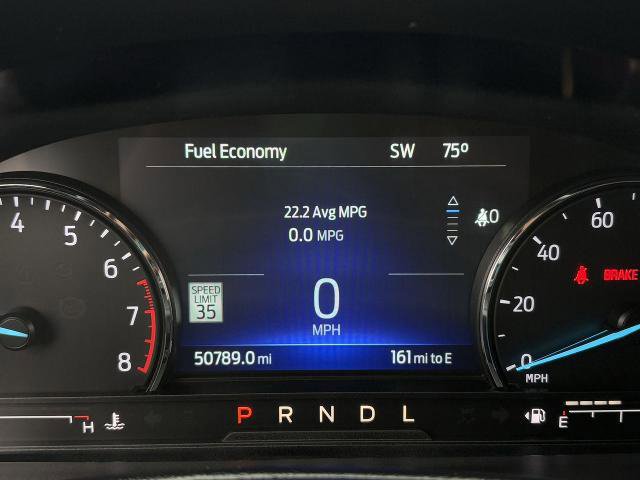 Fuel Economy SW 75º
22.2 Avg MPG
0.0 MPG
0
4
5
6
7
8
SPEED
LIMIT
35
0
MPH
50789.0 mi
161 mi to E
60
40
20
0
MPH
BRAKE
H
P R N D L
E